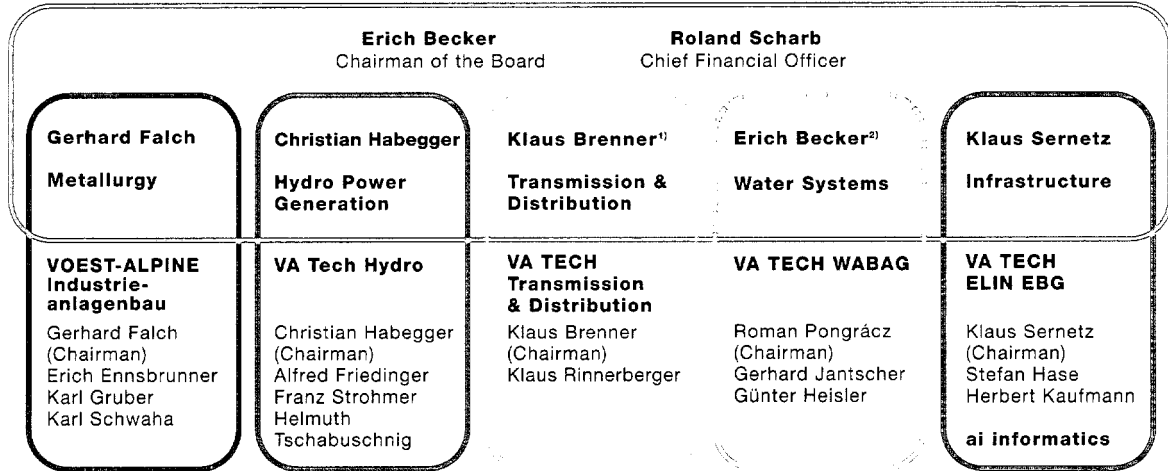 Erich Becker
Chairman of the Board
Roland Scharb
Chief Financial Officer
Gerhard Falch
Metallurgy
Christian Habegger
Hydro Power
Generation
Klaus Brenner¹⁾
Transmission &
Distribution
Erich Becker²⁾
Water Systems
Klaus Sernetz
Infrastructure
VOEST-ALPINE
Industrie-
anlagenbau
Gerhard Falch
(Chairman)
Erich Ennsbrunner
Karl Gruber
Karl Schwaha
VA Tech Hydro
Christian Habegger
(Chairman)
Alfred Friedinger
Franz Strohmer
Helmuth
Tschabuschnig
VA TECH
Transmission
& Distribution
Klaus Brenner
(Chairman)
Klaus Rinnerberger
VA TECH WABAG
Roman Pongrácz
(Chairman)
Gerhard Jantscher
Günter Heisler
VA TECH
ELIN EBG
Klaus Sernetz
(Chairman)
Stefan Hase
Herbert Kaufmann
ai informatics